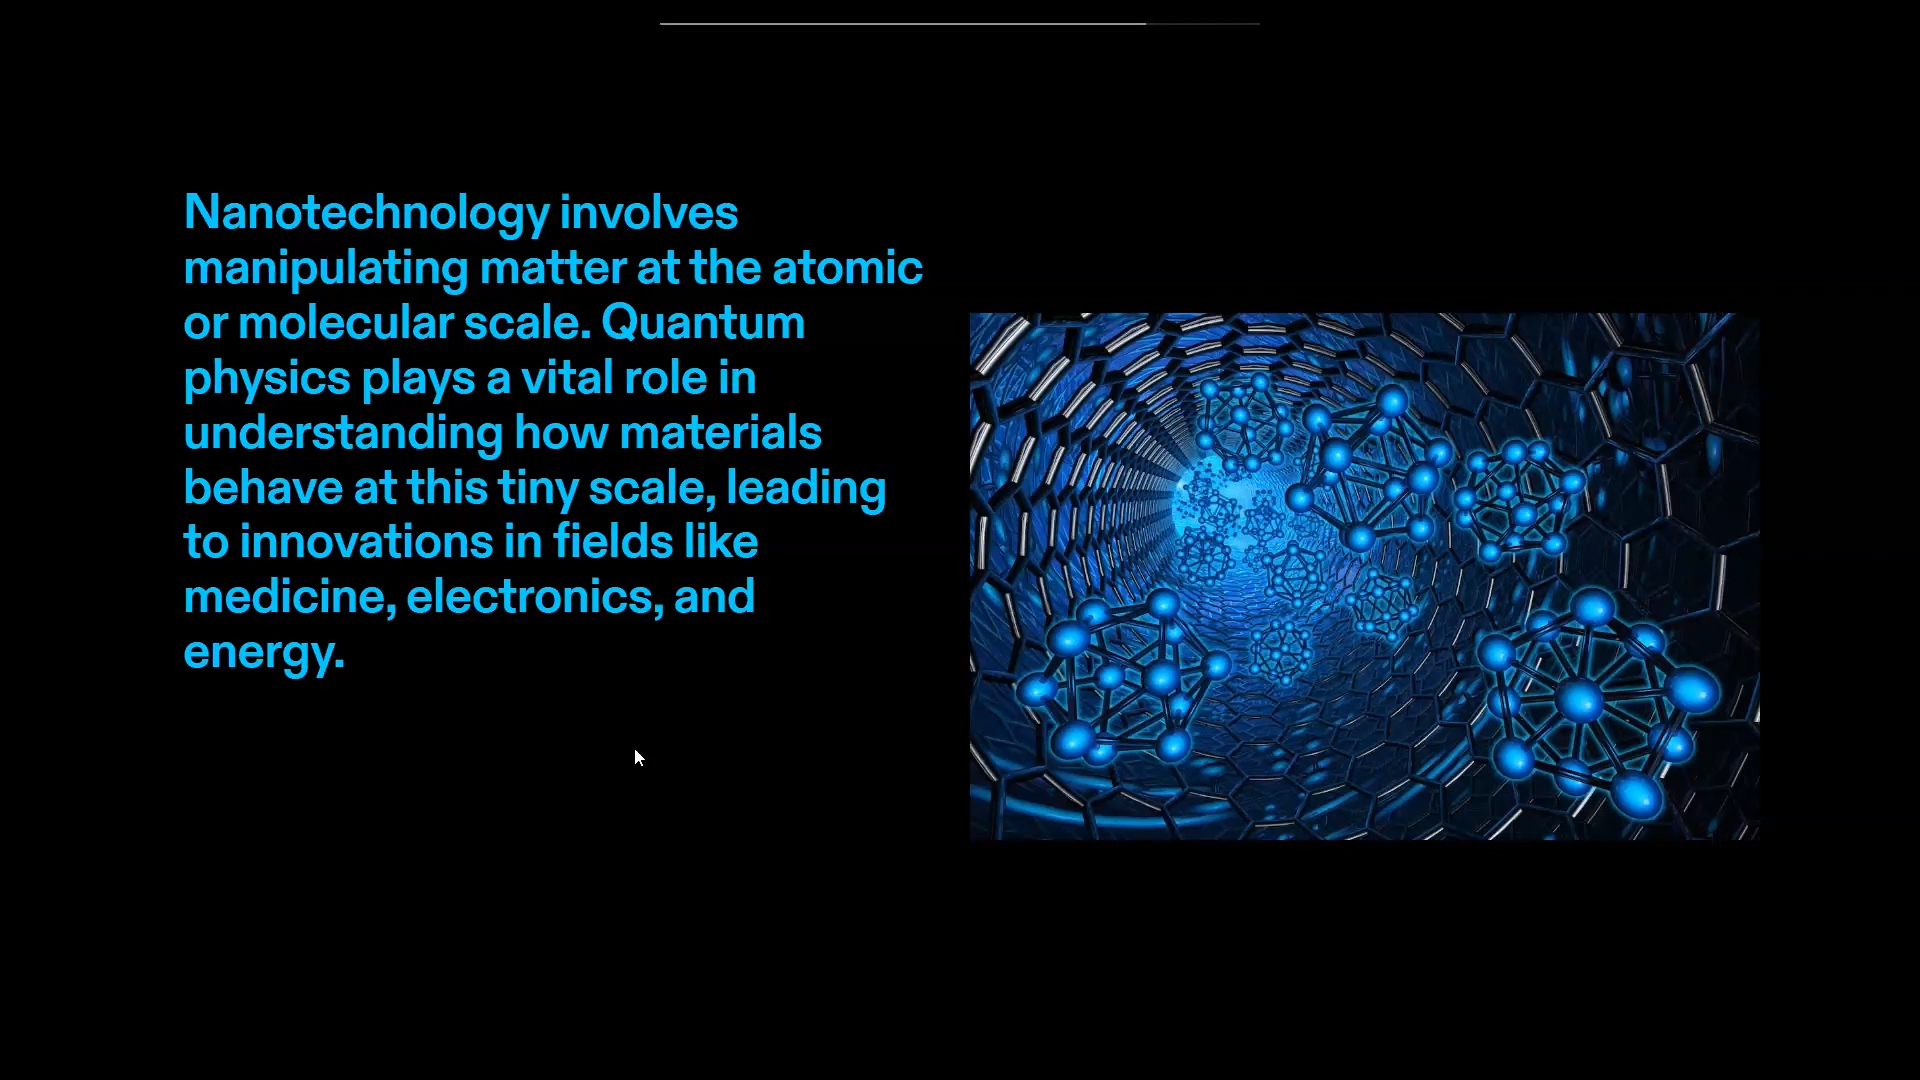 Nanotechnology involves
manipulating matter at the atomic
or molecular scale. Quantum
physics plays a vital role in
understanding how materials
behave at this tiny scale, leading
to innovations in fields like
medicine, electronics, and
energy.